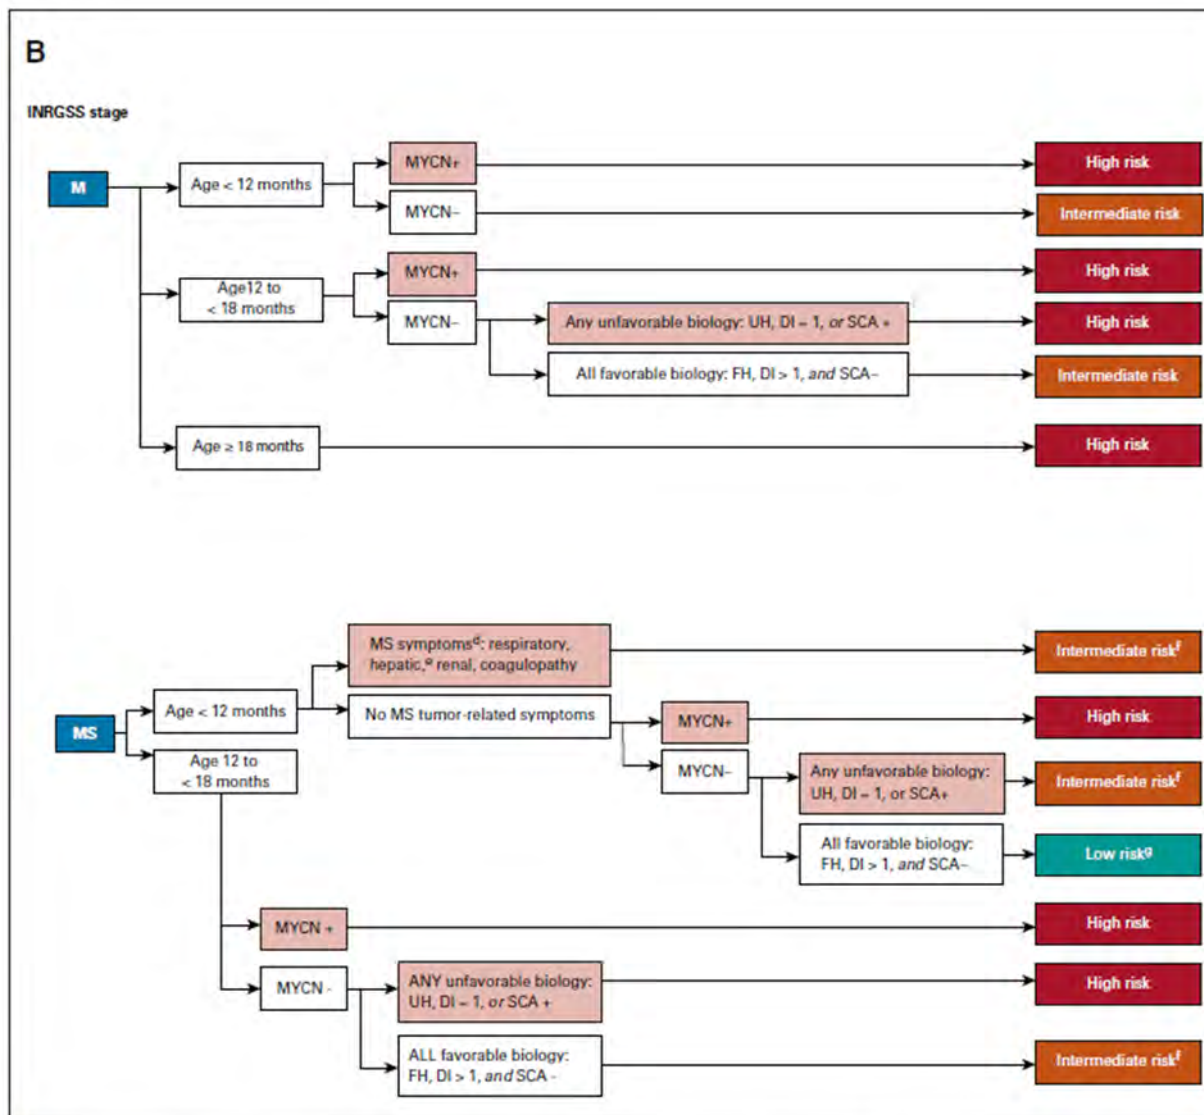 B
INRGSS stage
M
Age < 12 months
MYCN+
High risk
MYCN–
Intermediate risk
Age12 to
< 18 months
MYCN+
High risk
MYCN–
Any unfavorable biology: UH, DI = 1, or SCA +
High risk
All favorable biology: FH, DI > 1, and SCA–
Intermediate risk
Age ≥ 18 months
High risk
MS
Age < 12 months
MS symptomsᵈ: respiratory,
hepatic,ᵉ renal, coagulopathy
Intermediate riskᶠ
No MS tumor-related symptoms
MYCN+
High risk
MYCN–
Any unfavorable biology:
UH, DI = 1, or SCA+
Intermediate riskᶠ
All favorable biology:
FH, DI > 1, and SCA–
Low riskᵍ
Age 12 to
< 18 months
MYCN +
High risk
MYCN -
ANY unfavorable biology:
UH, DI = 1, or SCA +
High risk
ALL favorable biology:
FH, DI > 1, and SCA -
Intermediate riskᶠ